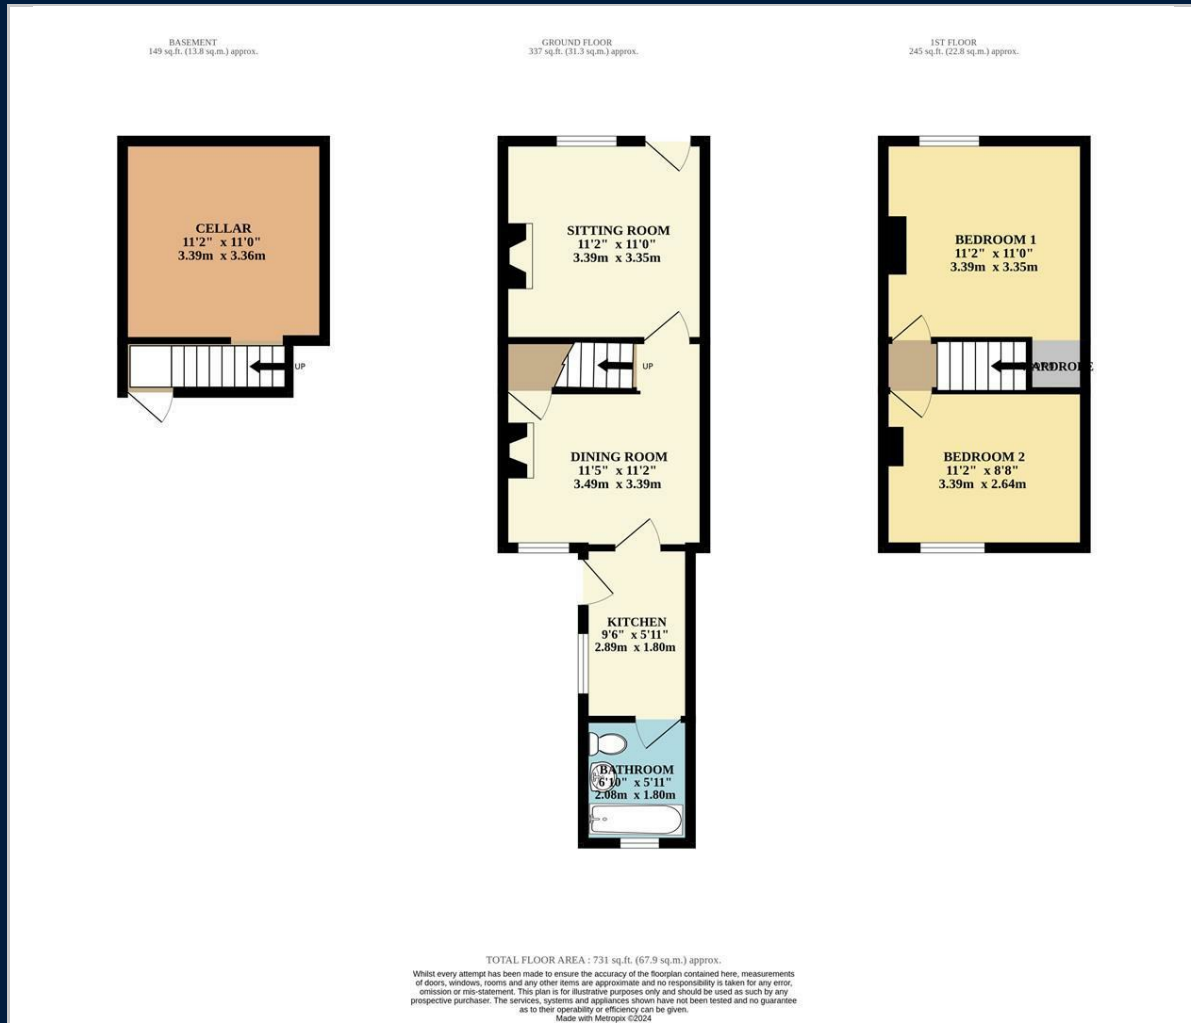 BASEMENT
149 sq.ft. (13.8 sq.m.) approx.
GROUND FLOOR
337 sq.ft. (31.3 sq.m.) approx.
1ST FLOOR
245 sq.ft. (22.8 sq.m.) approx.
CELLAR
11'2" x 11'0"
3.39m x 3.36m
UP
SITTING ROOM
11'2" x 11'0"
3.39m x 3.35m
UP
DINING ROOM
11'5" x 11'2"
3.49m x 3.39m
KITCHEN
9'6" x 5'11"
2.89m x 1.80m
BATHROOM
6'10" x 5'11"
2.08m x 1.80m
BEDROOM 1
11'2" x 11'0"
3.39m x 3.35m
BEDROOM 2
11'2" x 8'8"
3.39m x 2.64m
TOTAL FLOOR AREA : 731 sq.ft. (67.9 sq.m.) approx.
Whilst every attempt has been made to ensure the accuracy of the floorplan contained here, measurements
of doors, windows, rooms and any other items are approximate and no responsibility is taken for any error,
omission or mis-statement. This plan is for illustrative purposes only and should be used as such by any
prospective purchaser. The services, systems and appliances shown have not been tested and no guarantee
as to their operability or efficiency can be given.
Made with Metropix ©2024